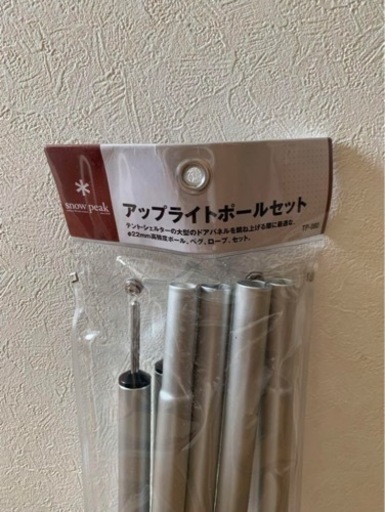 snow peak
アップライトポールセット
テント・シェルターの大型のドアパネルを跳ね上げる際に最適な、
φ22mm高強度ポール、ペグ、ロープ、セット。